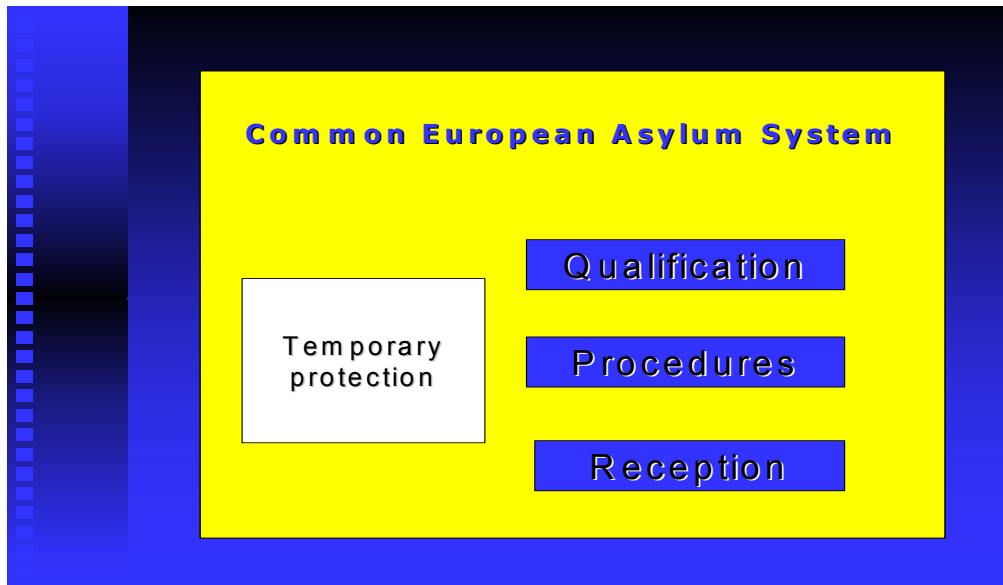 Common European Asylum System
Qualification
Temporary
protection
Procedures
Reception